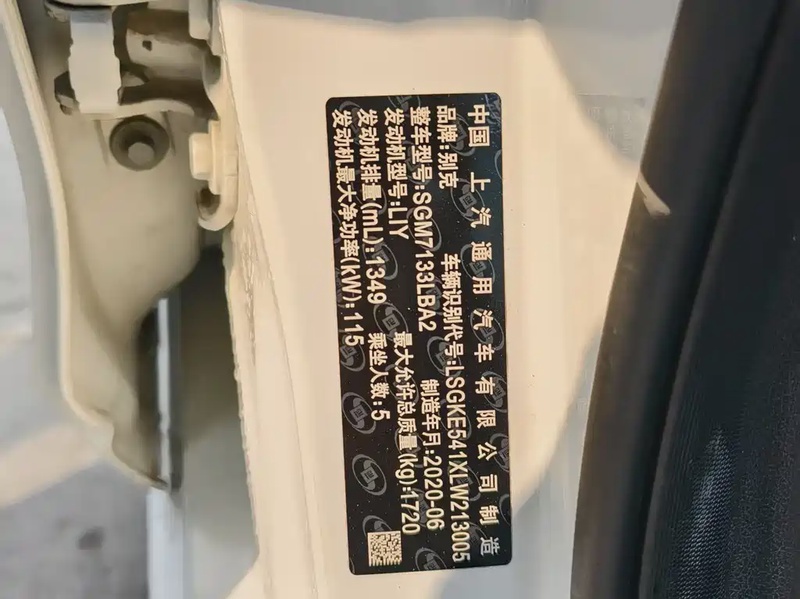 中国 上汽通用汽车有限公司制造
品牌:别克 车辆识别代号:LSGKE541XLW213005
整车型号:SGM7133LBA2 制造年月:2020-06
发动机型号:LIY 最大允许总质量(kg):1720
发动机排量(mL):1349 乘坐人数:5
发动机最大净功率(kW):115